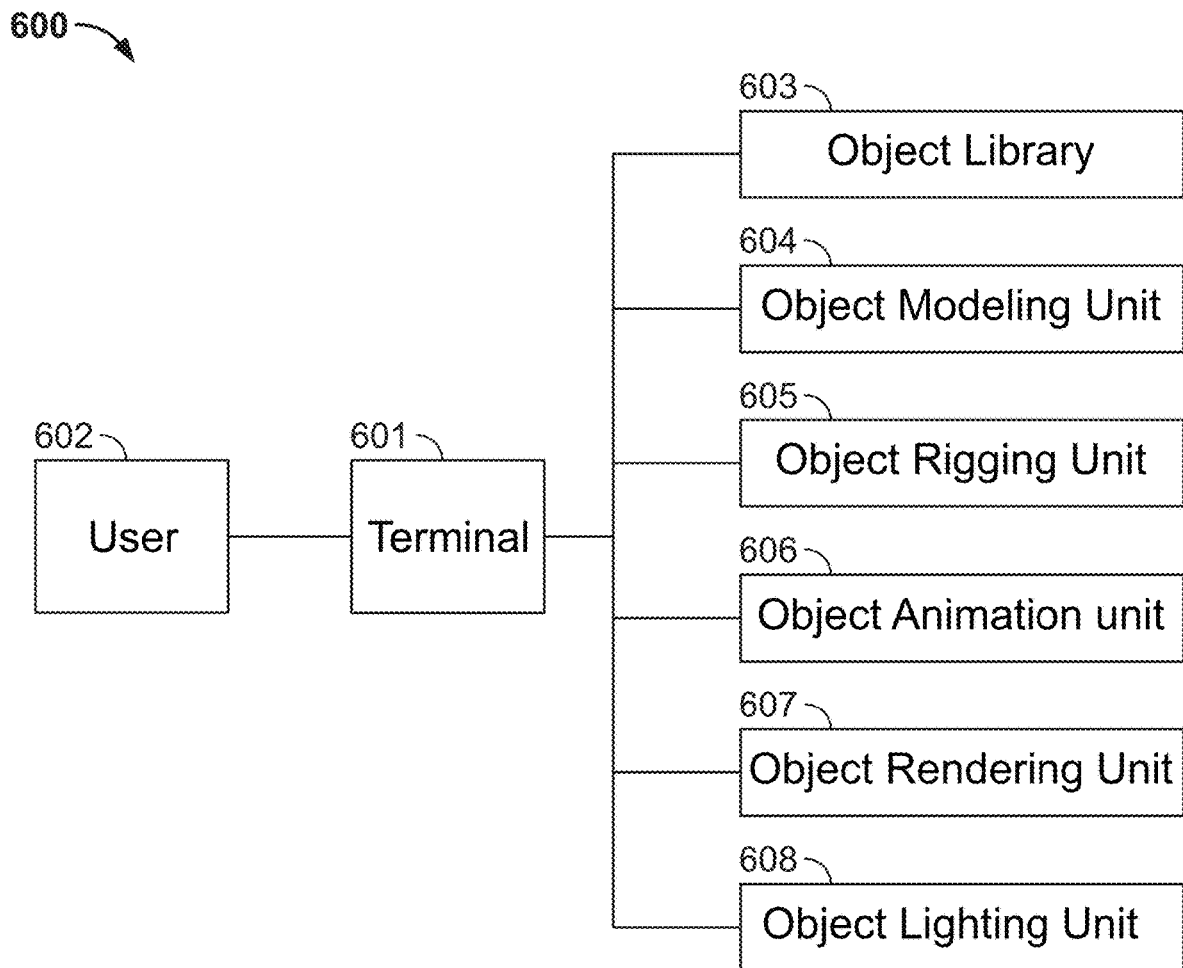 600
603
Object Library
604
Object Modeling Unit
605
Object Rigging Unit
602
601
User
Terminal
606
Object Animation unit
607
Object Rendering Unit
608
Object Lighting Unit